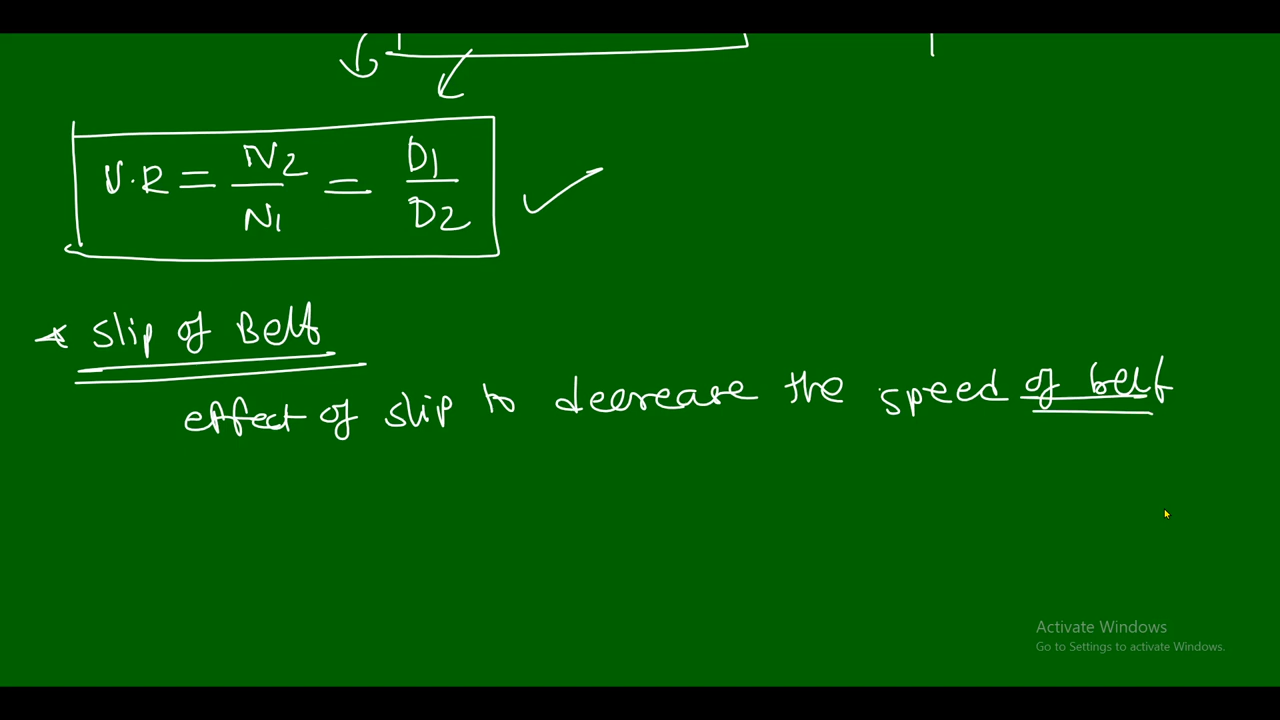 V.R = N2/N1 = D1/D2
* Slip of Belt
effect of slip to decrease the speed of belt
Activate Windows
Go to Settings to activate Windows.